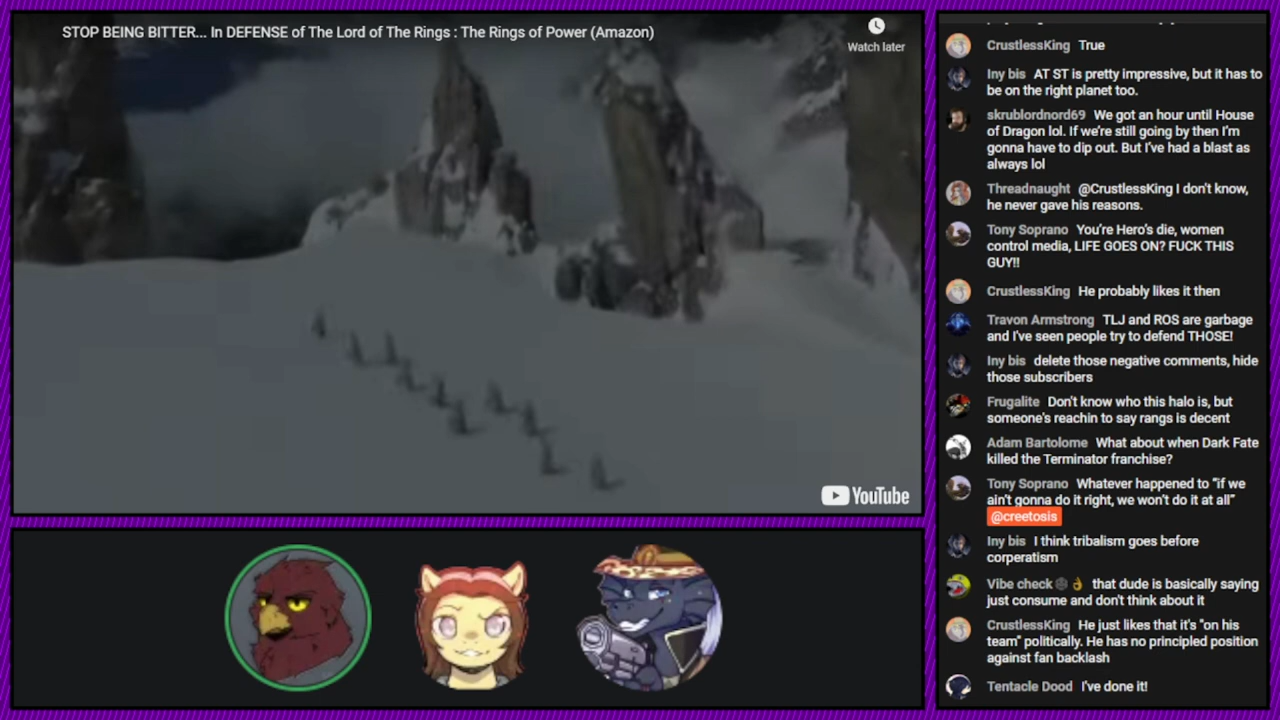 STOP BEING BITTER... In DEFENSE of The Lord of The Rings : The Rings of Power (Amazon)
Watch later
YouTube
CrustlessKing True
Iny bis AT ST is pretty impressive, but it has to
be on the right planet too.
skrublordnord69 We got an hour until House
of Dragon lol. If we're still going by then I'm
gonna have to dip out. But I've had a blast as
always lol
Threadnaught @CrustlessKing I don't know,
he never gave his reasons.
Tony Soprano You're Hero's die, women
control media, LIFE GOES ON? FUCK THIS
GUY!!
CrustlessKing He probably likes it then
Travon Armstrong TLJ and ROS are garbage
and I've seen people try to defend THOSE!
Iny bis delete those negative comments, hide
those subscribers
Frugalite Don't know who this halo is, but
someone's reachin to say rangs is decent
Adam Bartolome What about when Dark Fate
killed the Terminator franchise?
Tony Soprano Whatever happened to "if we
ain't gonna do it right, we won't do it at all"
@creetosis
Iny bis I think tribalism goes before
corperatism
Vibe check that dude is basically saying
just consume and don't think about it
CrustlessKing He just likes that it's "on his
team" politically. He has no principled position
against fan backlash
Tentacle Dood I've done it!